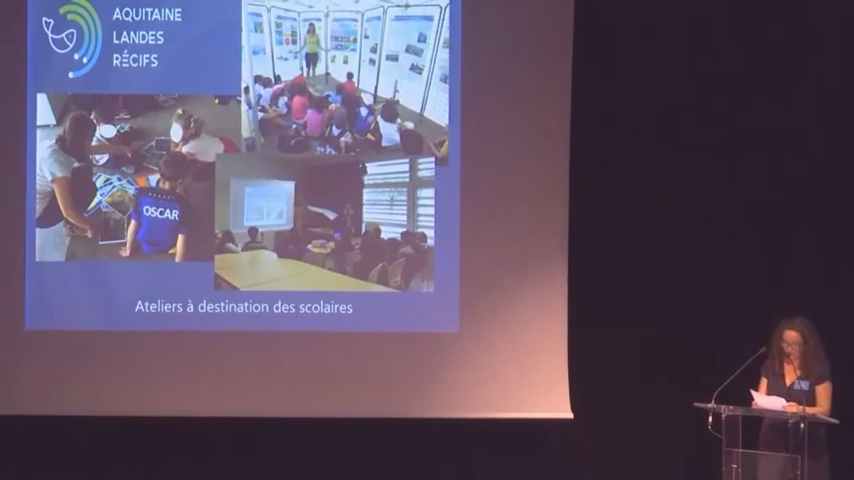 AQUITAINE
LANDES
RÉCIFS
OSCAR
Ateliers à destination des scolaires